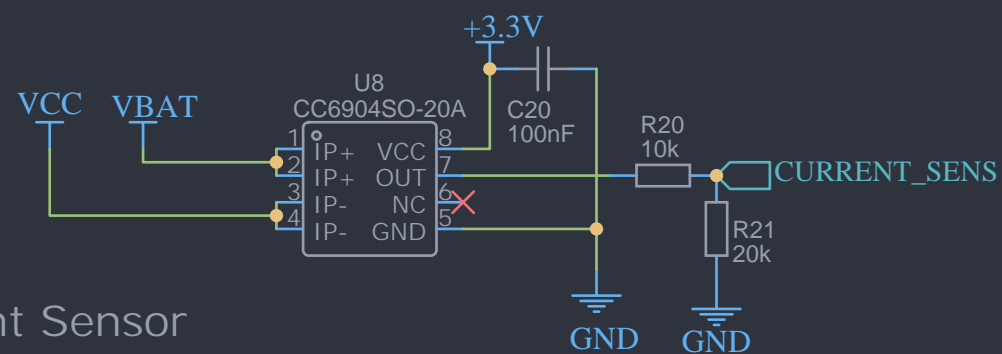 +3.3V
U8
CC6904SO-20A
VCC
VBAT
C20
100nF
R20
10k
1
IP+
VCC
8
2
IP+
OUT
7
3
IP-
NC
6
4
IP-
GND
5
CURRENT_SENS
R21
20k
nt Sensor
GND
GND